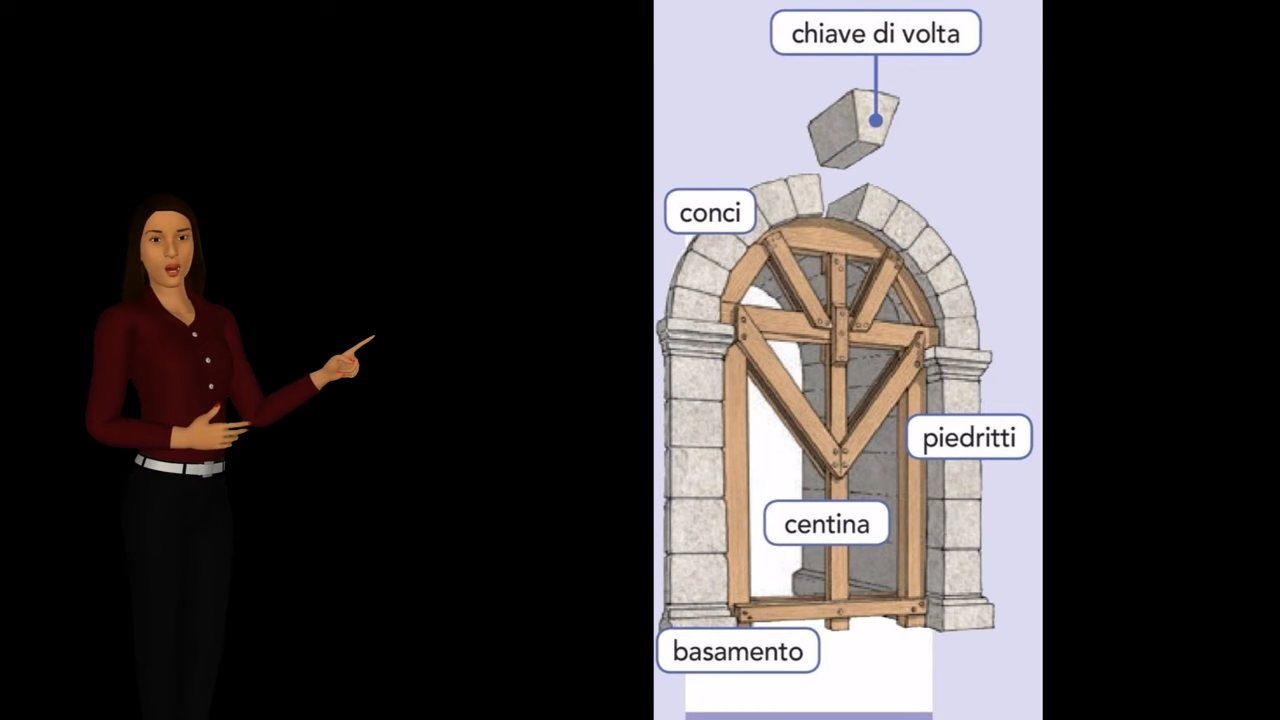 chiave di volta
conci
piedritti
centina
basamento